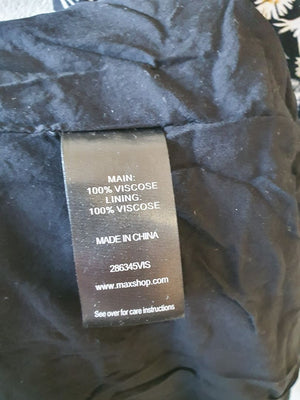 MAIN:
100% VISCOSE
LINING:
100% VISCOSE
MADE IN CHINA
286345VIS
www.maxshop.com
See over for care instructions